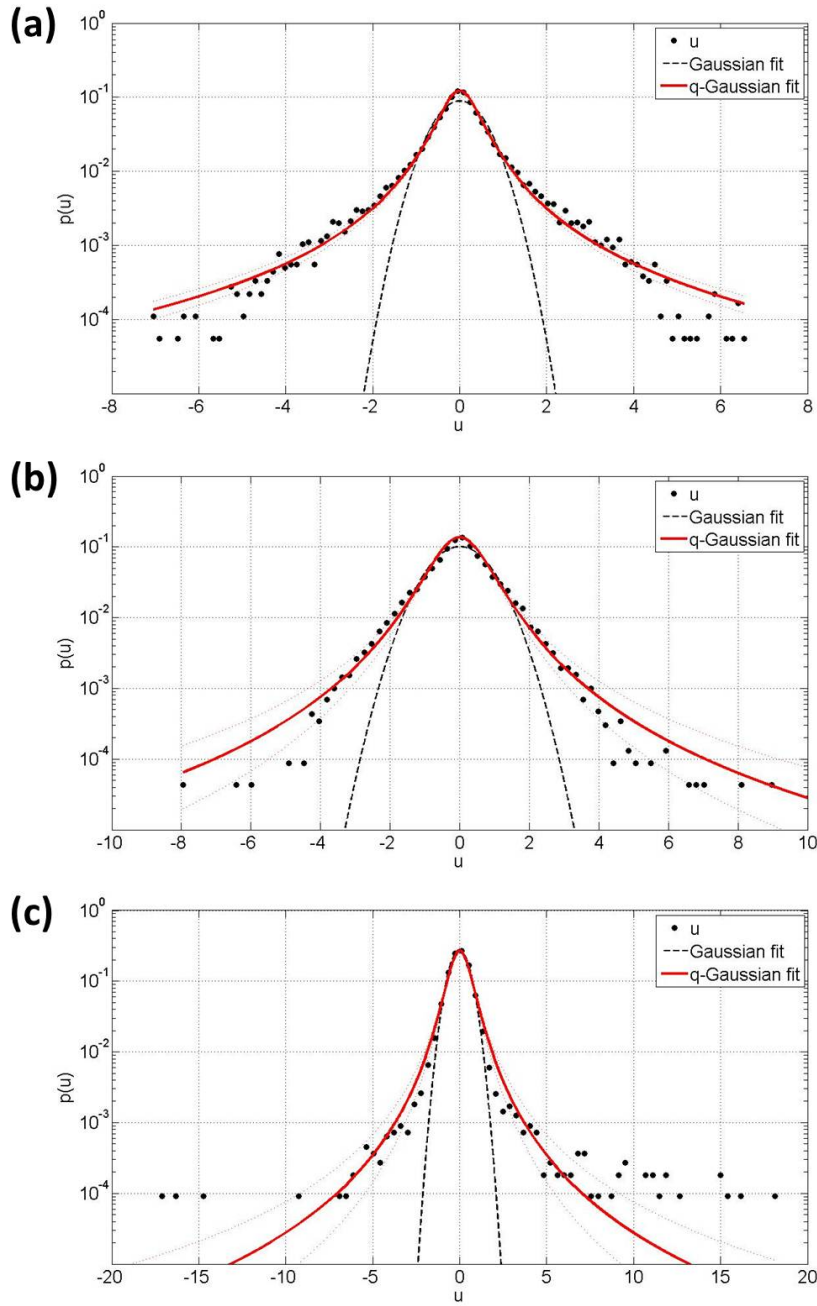 (a)
10^0
10^-1
10^-2
10^-3
10^-4
p(u)
-8 -6 -4 -2 0 2 4 6 8
u
u
Gaussian fit
q-Gaussian fit
(b)
10^0
10^-1
10^-2
10^-3
10^-4
p(u)
-10 -8 -6 -4 -2 0 2 4 6 8 10
u
u
Gaussian fit
q-Gaussian fit
(c)
10^0
10^-1
10^-2
10^-3
10^-4
p(u)
-20 -15 -10 -5 0 5 10 15 20
u
u
Gaussian fit
q-Gaussian fit